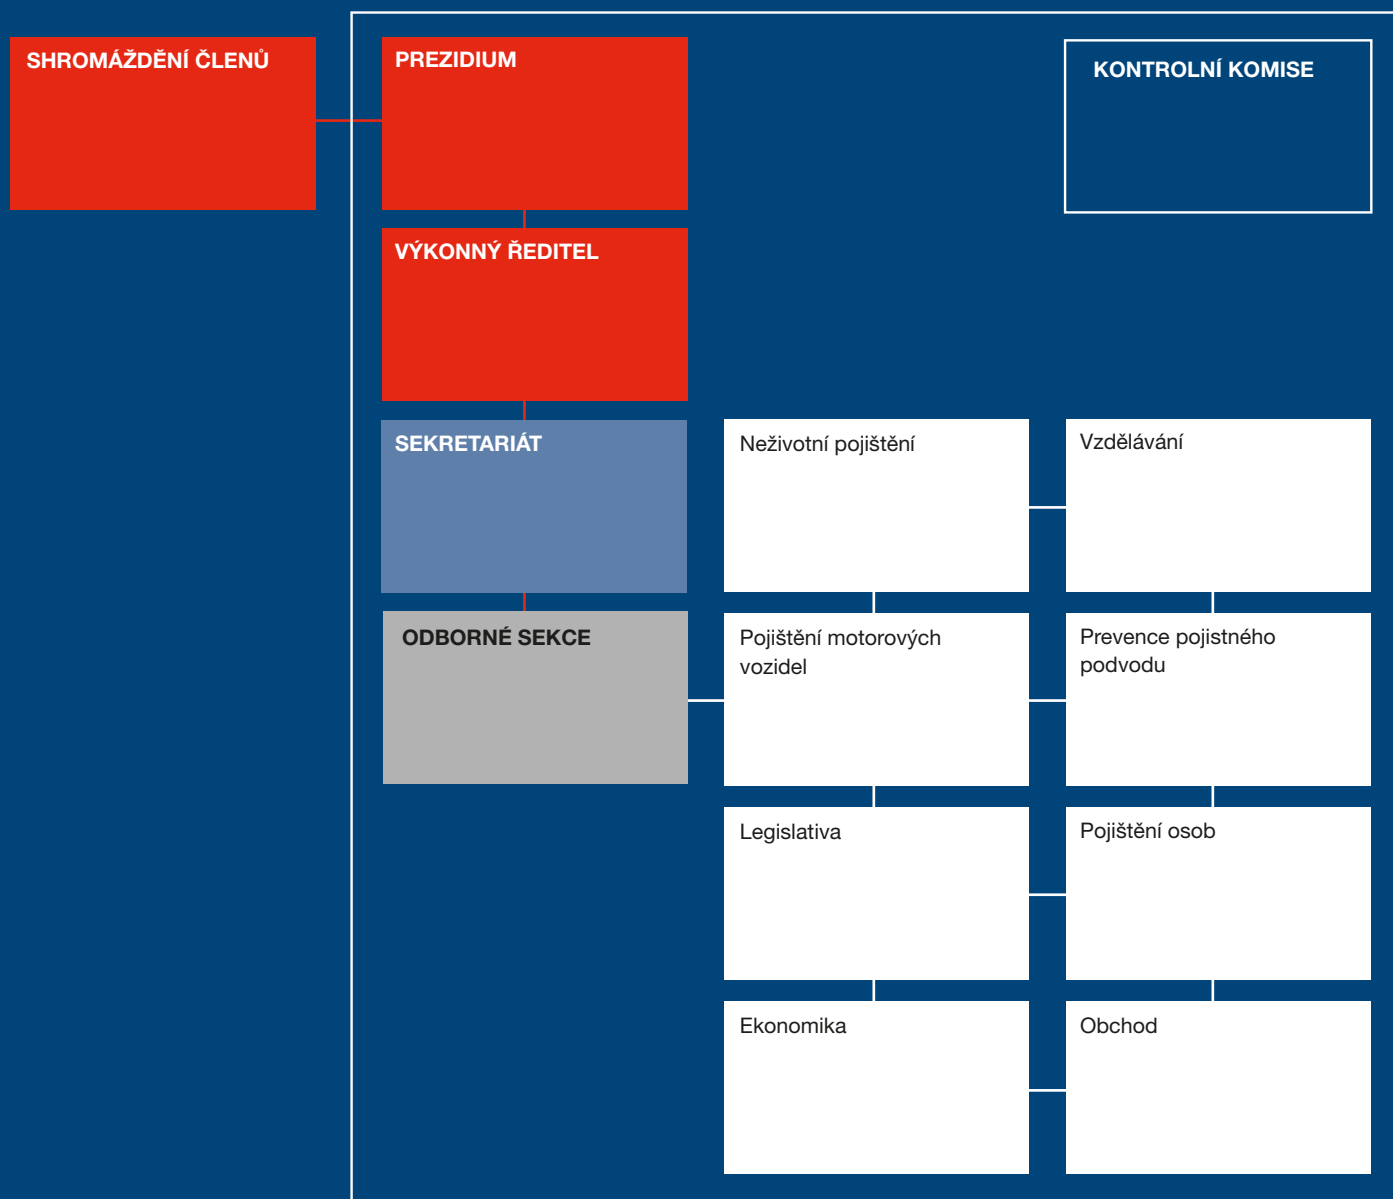 SHROMÁŽDĚNÍ ČLENŮ
PREZIDIUM
KONTROLNÍ KOMISE
VÝKONNÝ ŘEDITEL
SEKRETARIÁT
Neživotní pojištění
Vzdělávání
ODBORNÉ SEKCE
Pojištění motorových
vozidel
Prevence pojistného
podvodu
Legislativa
Pojištění osob
Ekonomika
Obchod